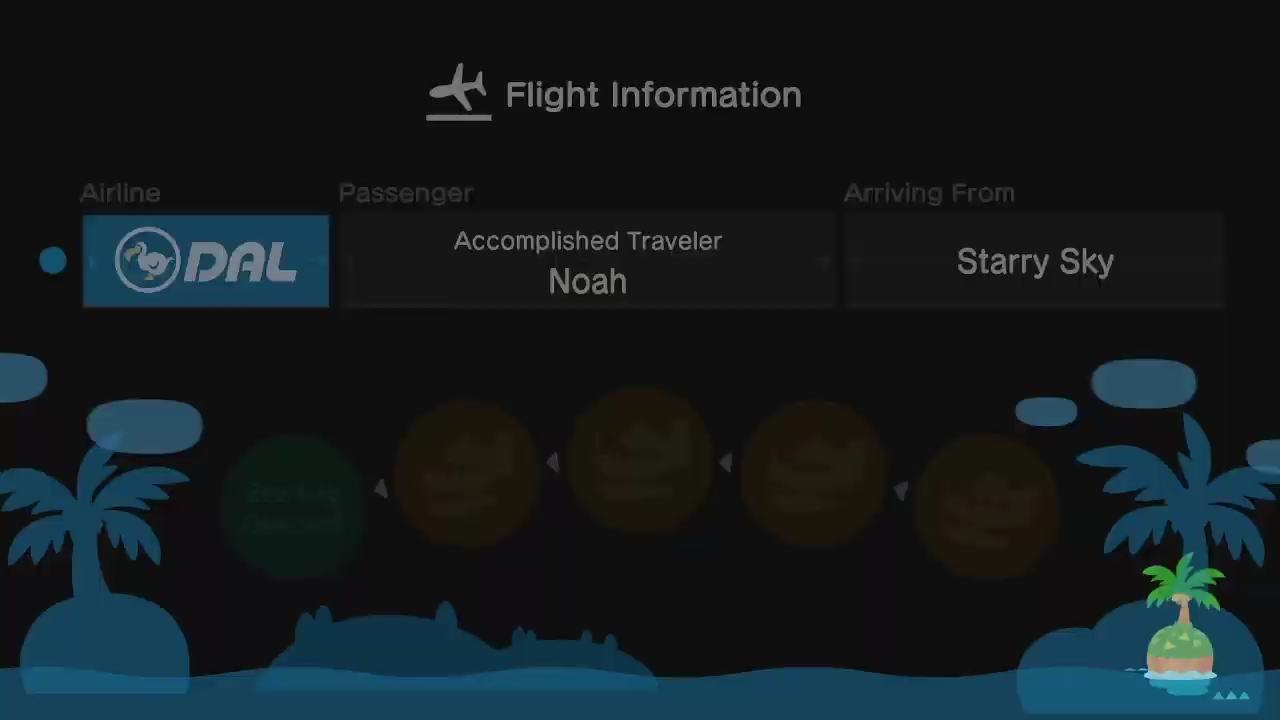 Flight Information
Airline
Passenger
Arriving From
DAL
Accomplished Traveler
Noah
Starry Sky